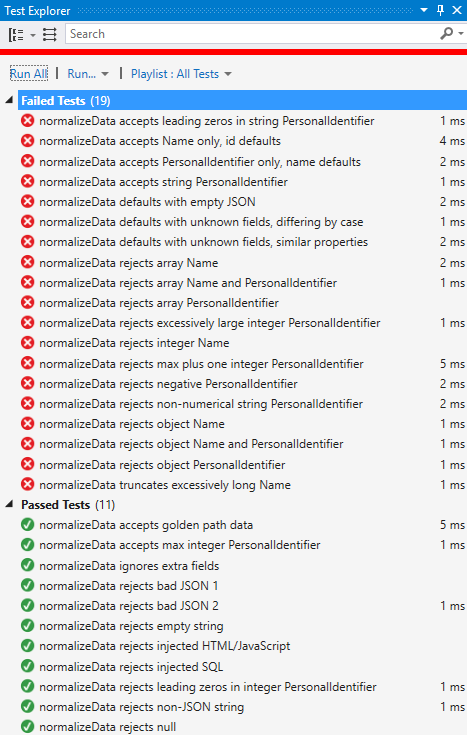 Test Explorer
Search
Run All | Run... | Playlist : All Tests
Failed Tests (19)
normalizeData accepts leading zeros in string PersonalIdentifier 1 ms
normalizeData accepts Name only, id defaults 4 ms
normalizeData accepts PersonalIdentifier only, name defaults 2 ms
normalizeData accepts string PersonalIdentifier 1 ms
normalizeData defaults with empty JSON 2 ms
normalizeData defaults with unknown fields, differing by case 1 ms
normalizeData defaults with unknown fields, similar properties 2 ms
normalizeData rejects array Name 2 ms
normalizeData rejects array Name and PersonalIdentifier 1 ms
normalizeData rejects array PersonalIdentifier
normalizeData rejects excessively large integer PersonalIdentifier 1 ms
normalizeData rejects integer Name
normalizeData rejects max plus one integer PersonalIdentifier 5 ms
normalizeData rejects negative PersonalIdentifier 2 ms
normalizeData rejects non-numerical string PersonalIdentifier 2 ms
normalizeData rejects object Name 1 ms
normalizeData rejects object Name and PersonalIdentifier 1 ms
normalizeData rejects object PersonalIdentifier 1 ms
normalizeData truncates excessively long Name 1 ms
Passed Tests (11)
normalizeData accepts golden path data 5 ms
normalizeData accepts max integer PersonalIdentifier 1 ms
normalizeData ignores extra fields
normalizeData rejects bad JSON 1
normalizeData rejects bad JSON 2 1 ms
normalizeData rejects empty string
normalizeData rejects injected HTML/JavaScript
normalizeData rejects injected SQL
normalizeData rejects leading zeros in integer PersonalIdentifier 1 ms
normalizeData rejects non-JSON string 1 ms
normalizeData rejects null